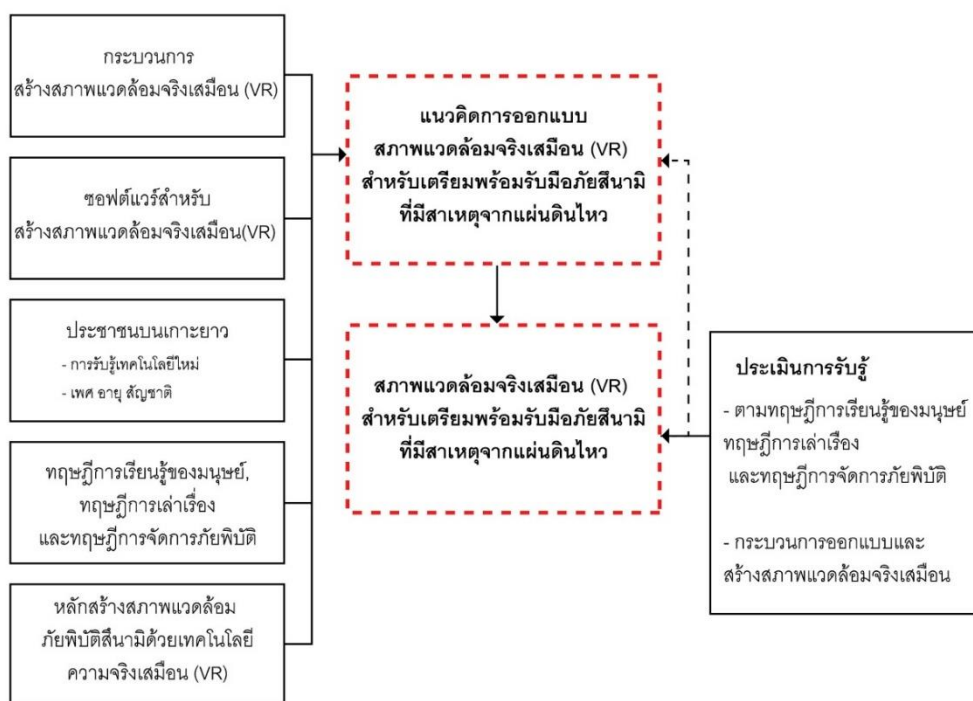 กระบวนการ
สร้างสภาพแวดล้อมจริงเสมือน (VR)
ซอฟต์แวร์สำหรับ
สร้างสภาพแวดล้อมจริงเสมือน(VR)
ประชาชนบนเกาะยาว
- การรับรู้เทคโนโลยีใหม่
- เพศ อายุ สัญชาติ
ทฤษฎีการเรียนรู้ของมนุษย์,
ทฤษฎีการเล่าเรื่อง
และทฤษฎีการจัดการภัยพิบัติ
หลักสร้างสภาพแวดล้อม
ภัยพิบัติสึนามิด้วยเทคโนโลยี
ความจริงเสมือน (VR)
แนวคิดการออกแบบ
สภาพแวดล้อมจริงเสมือน (VR)
สำหรับเตรียมพร้อมรับมือภัยสึนามิ
ที่มีสาเหตุจากแผ่นดินไหว
สภาพแวดล้อมจริงเสมือน (VR)
สำหรับเตรียมพร้อมรับมือภัยสึนามิ
ที่มีสาเหตุจากแผ่นดินไหว
ประเมินการรับรู้
- ตามทฤษฎีการเรียนรู้ของมนุษย์
ทฤษฎีการเล่าเรื่อง
และทฤษฎีการจัดการภัยพิบัติ
- กระบวนการออกแบบและ
สร้างสภาพแวดล้อมจริงเสมือน